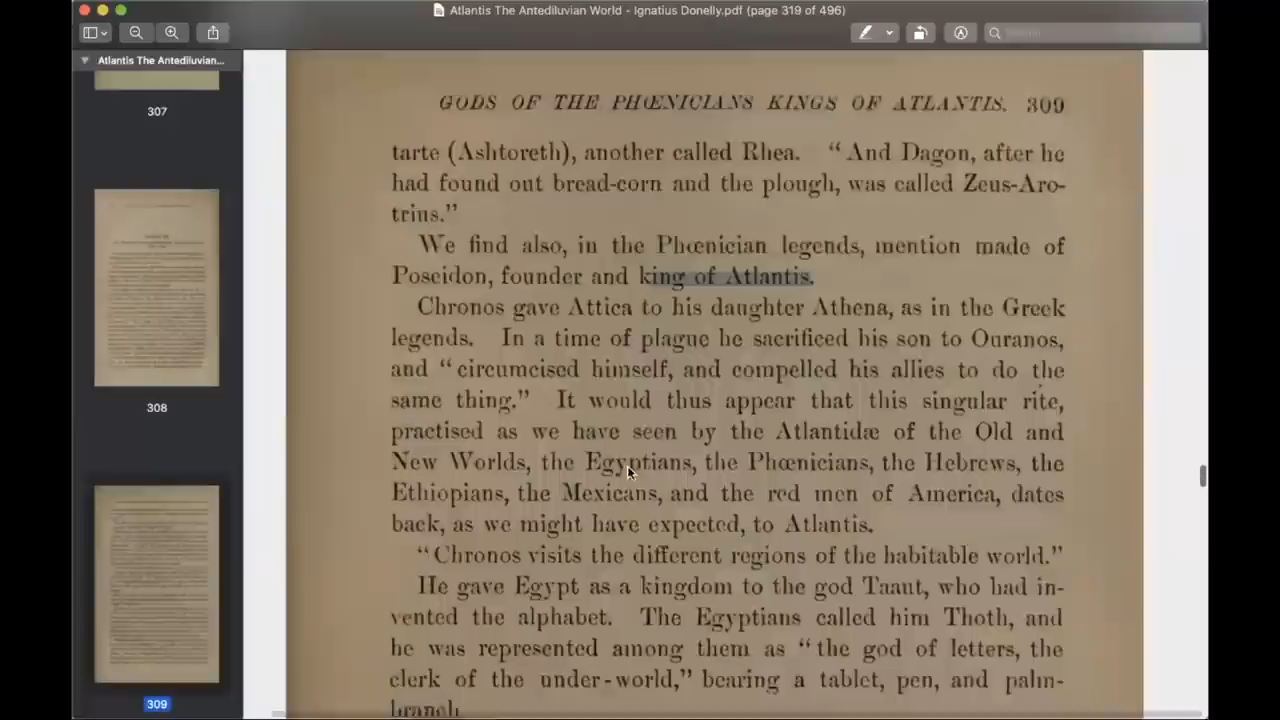 Atlantis The Antediluvian World - Ignatius Donelly.pdf (page 319 of 496)
Search
Atlantis The Antediluvian...
307
308
309
GODS OF THE PHŒNICIANS KINGS OF ATLANTIS. 309
tarte (Ashtoreth), another called Rhea. “And Dagon, after he
had found out bread-corn and the plough, was called Zeus-Aro-
trius.”
We find also, in the Phœnician legends, mention made of
Poseidon, founder and king of Atlantis.
Chronos gave Attica to his daughter Athena, as in the Greek
legends. In a time of plague he sacrificed his son to Ouranos,
and “circumcised himself, and compelled his allies to do the
same thing.” It would thus appear that this singular rite,
practised as we have seen by the Atlantidæ of the Old and
New Worlds, the Egyptians, the Phœnicians, the Hebrews, the
Ethiopians, the Mexicans, and the red men of America, dates
back, as we might have expected, to Atlantis.
“Chronos visits the different regions of the habitable world.”
He gave Egypt as a kingdom to the god Taaut, who had in-
vented the alphabet. The Egyptians called him Thoth, and
he was represented among them as “the god of letters, the
clerk of the under-world,” bearing a tablet, pen, and palm-
branch